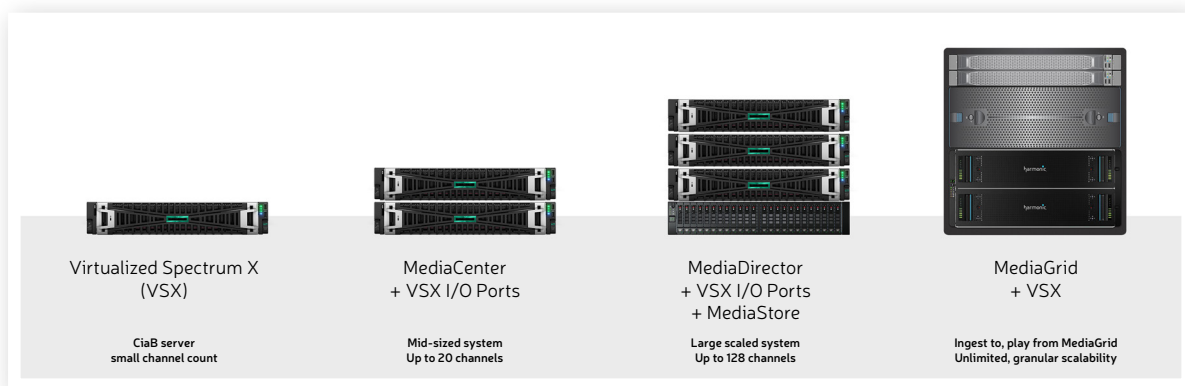 harmonic
harmonic
Virtualized Spectrum X
(VSX)
CiaB server
small channel count
MediaCenter
+ VSX I/O Ports
Mid-sized system
Up to 20 channels
MediaDirector
+ VSX I/O Ports
+ MediaStore
Large scaled system
Up to 128 channels
MediaGrid
+ VSX
Ingest to, play from MediaGrid
Unlimited, granular scalability